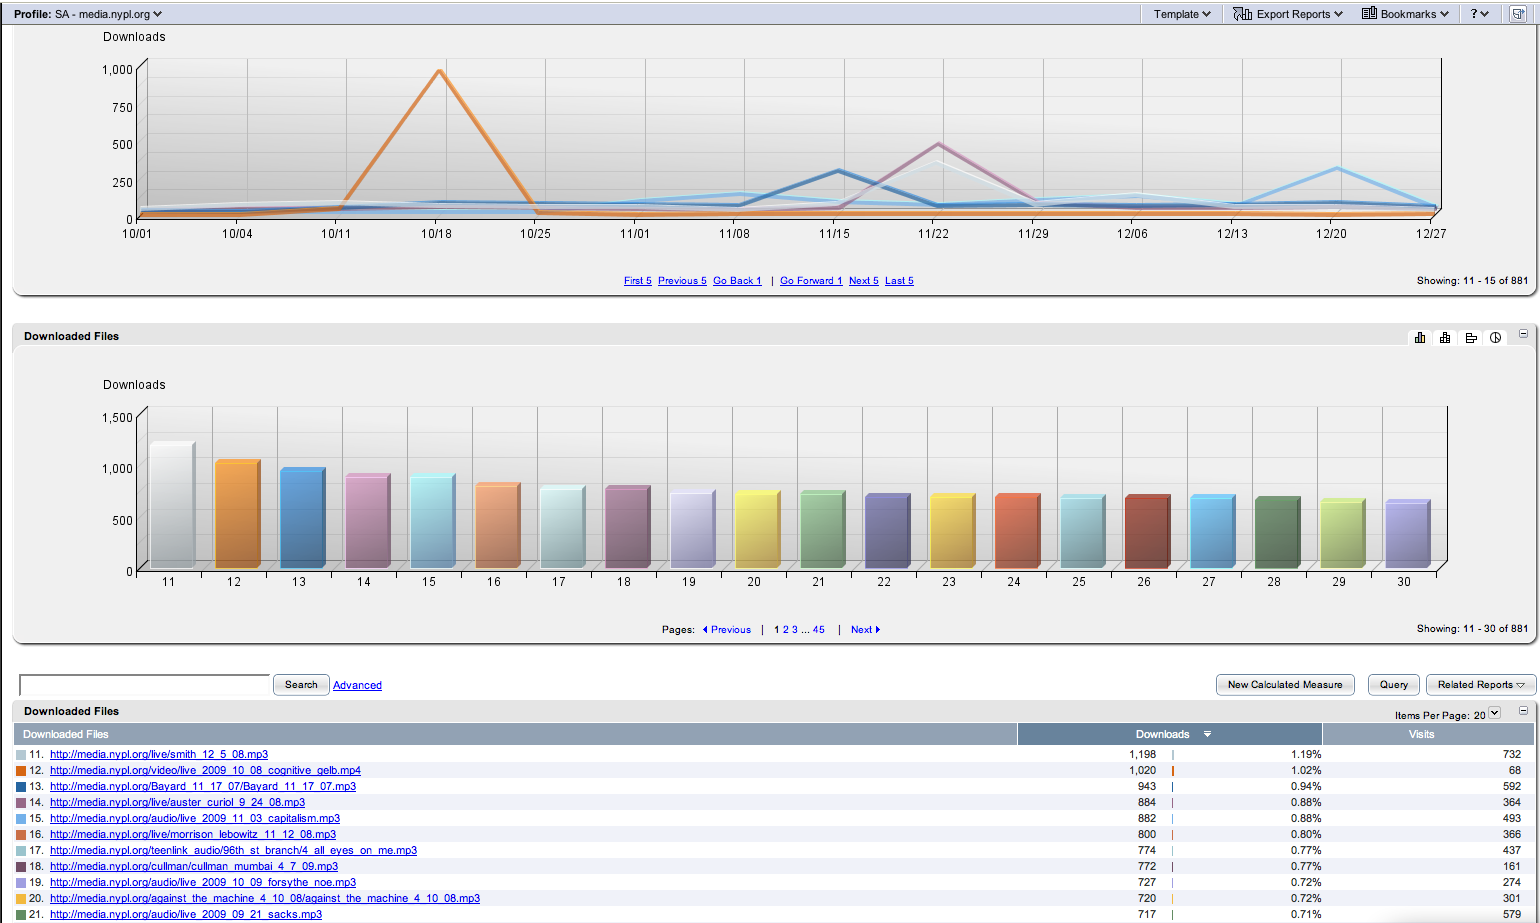 Profile: SA - media.nypl.org Template Export Reports Bookmarks ?
Downloads
1,000
750
500
250
0
10/01 10/04 10/11 10/18 10/25 11/01 11/08 11/15 11/22 11/29 12/06 12/13 12/20 12/27
First 5 Previous 5 Go Back 1 | Go Forward 1 Next 5 Last 5 Showing: 11 - 15 of 881
Downloaded Files
Downloads
1,500
1,000
500
0
11 12 13 14 15 16 17 18 19 20 21 22 23 24 25 26 27 28 29 30
Pages: Previous | 1 2 3 ... 45 | Next Showing: 11 - 30 of 881
Search Advanced New Calculated Measure Query Related Reports
Downloaded Files Items Per Page: 20
Downloaded Files Downloads Visits
11. http://media.nypl.org/live/smith_12_5_08.mp3 1,198 1.19% 732
12. http://media.nypl.org/video/live_2009_10_08_cognitive_gelb.mp4 1,020 1.02% 68
13. http://media.nypl.org/Bayard_11_17_07/Bayard_11_17_07.mp3 943 0.94% 592
14. http://media.nypl.org/live/auster_curiol_9_24_08.mp3 884 0.88% 364
15. http://media.nypl.org/audio/live_2009_11_03_capitalism.mp3 882 0.88% 493
16. http://media.nypl.org/live/morrison_lebowitz_11_12_08.mp3 800 0.80% 366
17. http://media.nypl.org/teenlink_audio/96th_st_branch/4_all_eyes_on_me.mp3 774 0.77% 437
18. http://media.nypl.org/cullman/cullman_mumbai_4_7_09.mp3 772 0.77% 161
19. http://media.nypl.org/audio/live_2009_10_09_forsythe_noe.mp3 727 0.72% 274
20. http://media.nypl.org/against_the_machine_4_10_08/against_the_machine_4_10_08.mp3 720 0.72% 301
21. http://media.nypl.org/audio/live_2009_09_21_sacks.mp3 717 0.71% 579